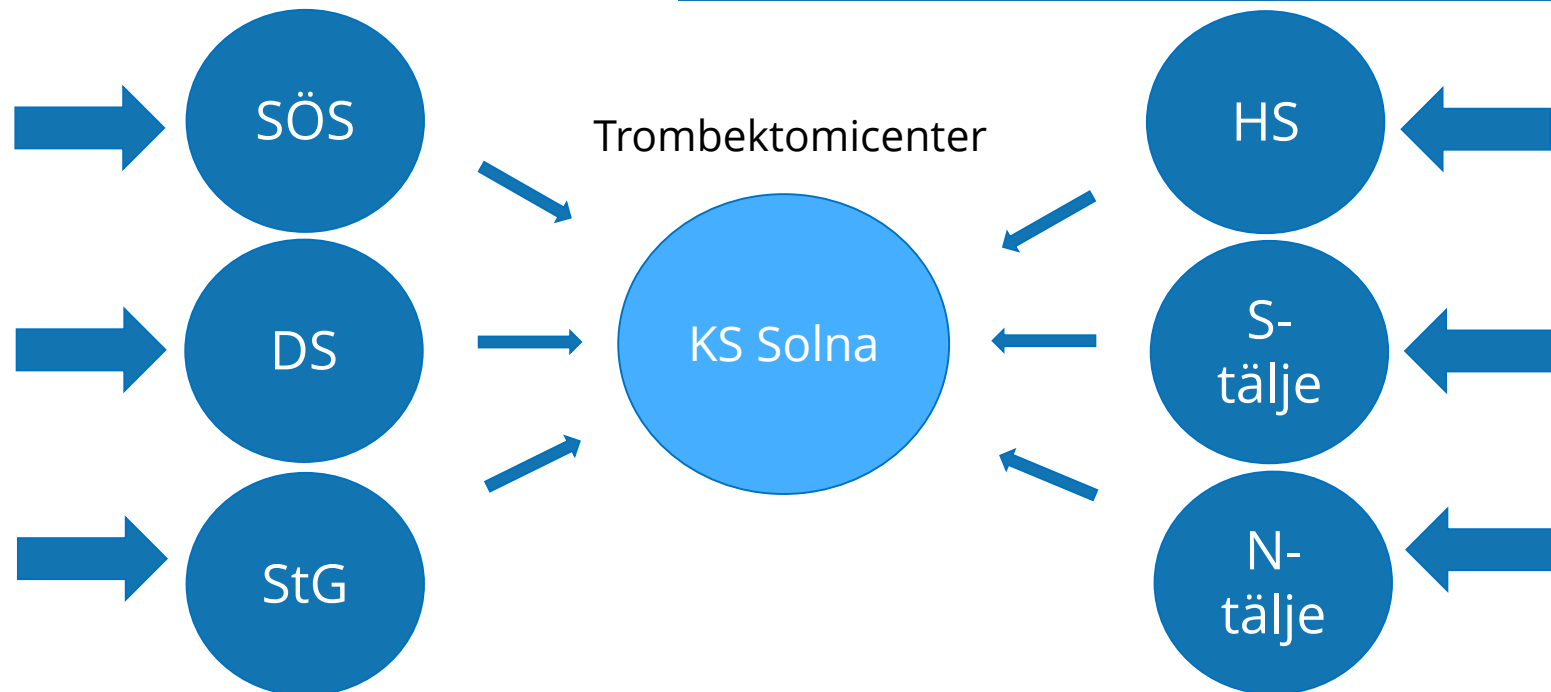 SÖS
DS
StG
Trombektomicenter
KS Solna
HS
S-
tälje
N-
tälje